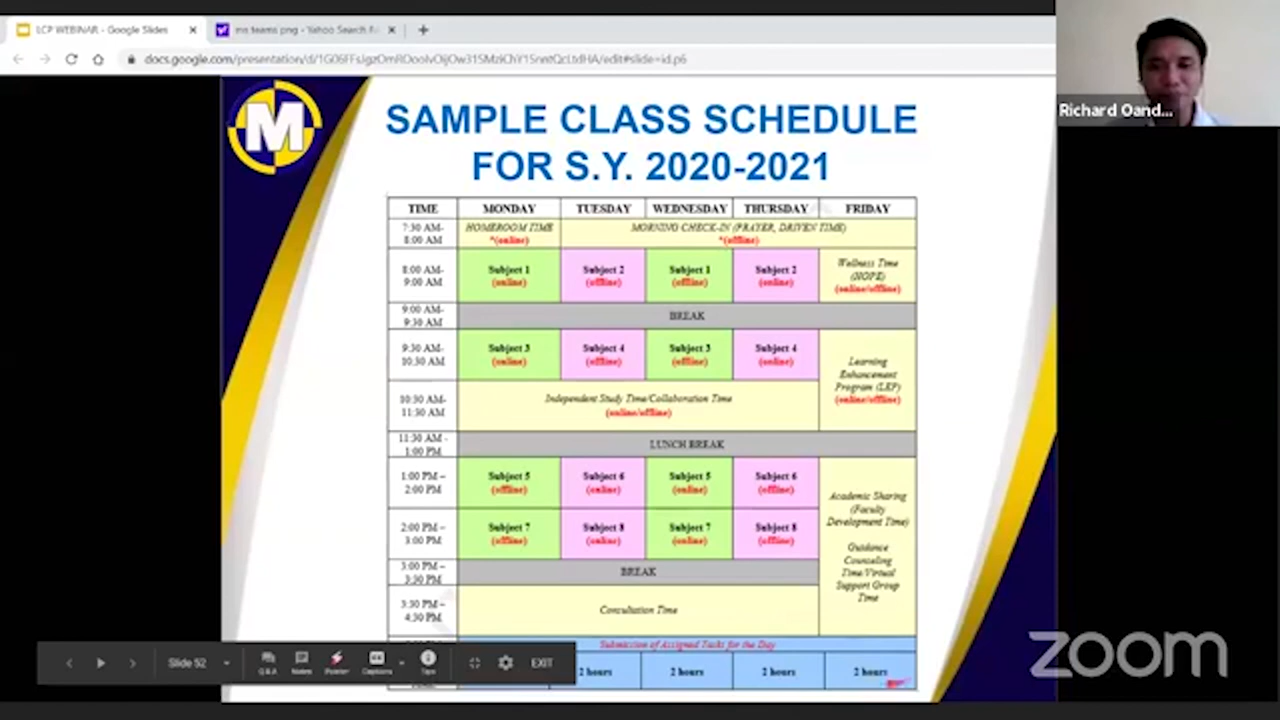 LCP WEBINAR - Google Slides
ms teams png - Yahoo Search Re
Richard Oand...
M
SAMPLE CLASS SCHEDULE
FOR S.Y. 2020-2021
TIME MONDAY TUESDAY WEDNESDAY THURSDAY FRIDAY
7:30 AM- HOMEROOM TIME MORNING CHECK-IN (PRAYER, DRIVEN TIME)
8:00 AM *(online) *(offline)
8:00 AM- Subject 1 Subject 2 Subject 1 Subject 2 Wellness Time
9:00 AM (online) (offline) (offline) (online) (HOPE)
(online/offline)
9:00 AM- BREAK
9:30 AM
9:30 AM- Subject 3 Subject 4 Subject 3 Subject 4 Learning
10:30 AM (online) (offline) (offline) (online) Enhancement
Program (LEP)
10:30 AM- Independent Study Time/Collaboration Time (online/offline)
11:30 AM (online/offline)
11:30 AM - LUNCH BREAK
1:00 PM
1:00 PM – Subject 5 Subject 6 Subject 5 Subject 6
2:00 PM (offline) (online) (online) (offline)
Academic Sharing
(Faculty
Development Time)
2:00 PM – Subject 7 Subject 8 Subject 7 Subject 8
3:00 PM (offline) (online) (online) (offline)
Guidance
Counseling
Time/Virtual
Support Group
Time
3:00 PM – BREAK
3:30 PM
3:30 PM – Consultation Time
4:30 PM
Submission of Assigned Tasks for the Day
2 hours 2 hours 2 hours 2 hours
Slide 52 Q&A Notes Pointer Captions Tips EXIT
zoom